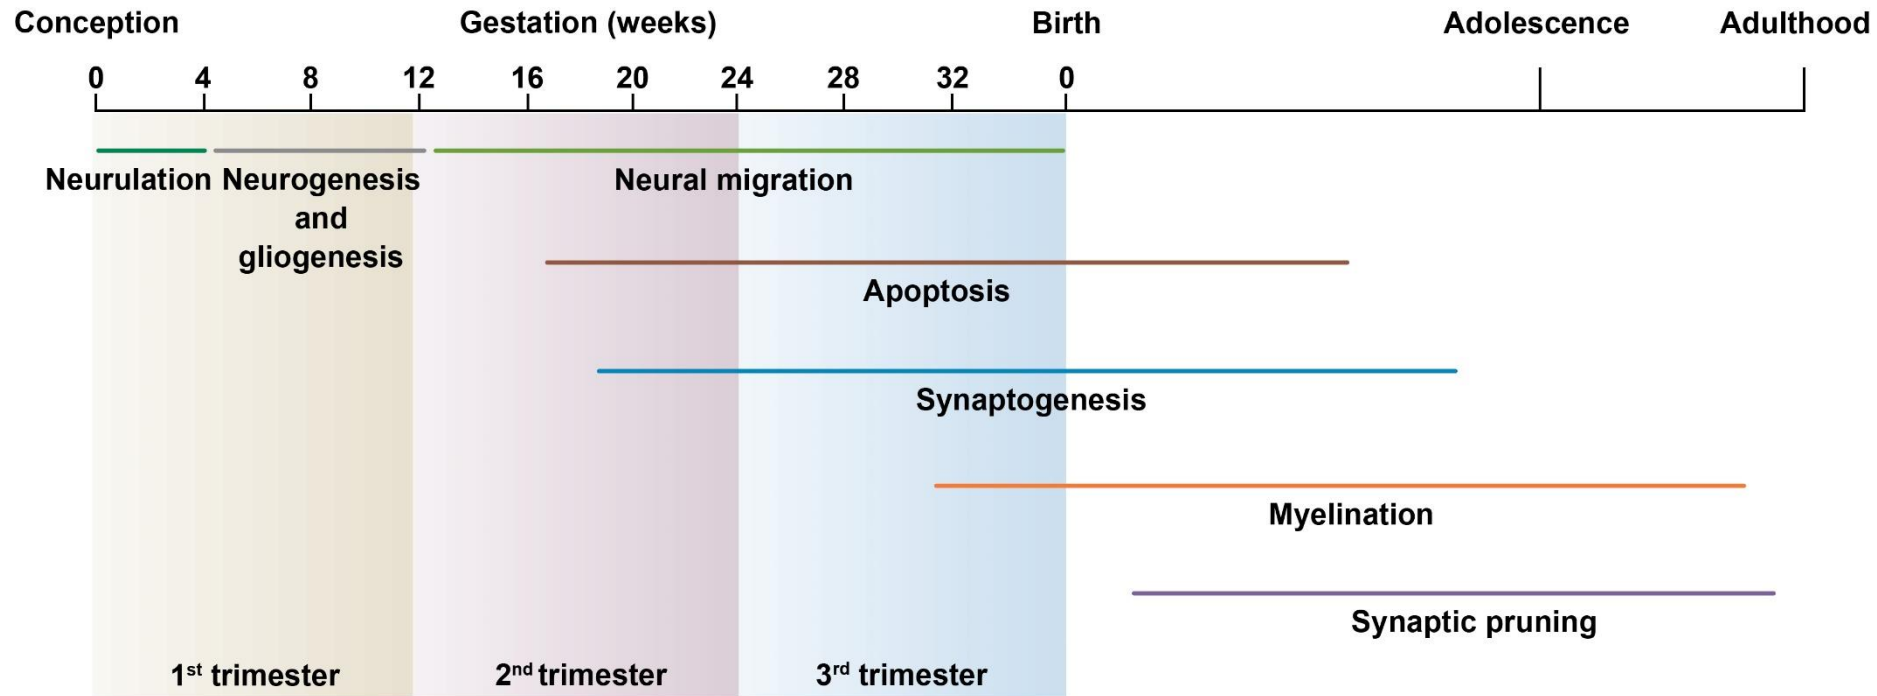 Conception Gestation (weeks) Birth Adolescence Adulthood
0 4 8 12 16 20 24 28 32 0
Neurulation Neurogenesis Neural migration
and
gliogenesis
Apoptosis
Synaptogenesis
Myelination
Synaptic pruning
1st trimester 2nd trimester 3rd trimester